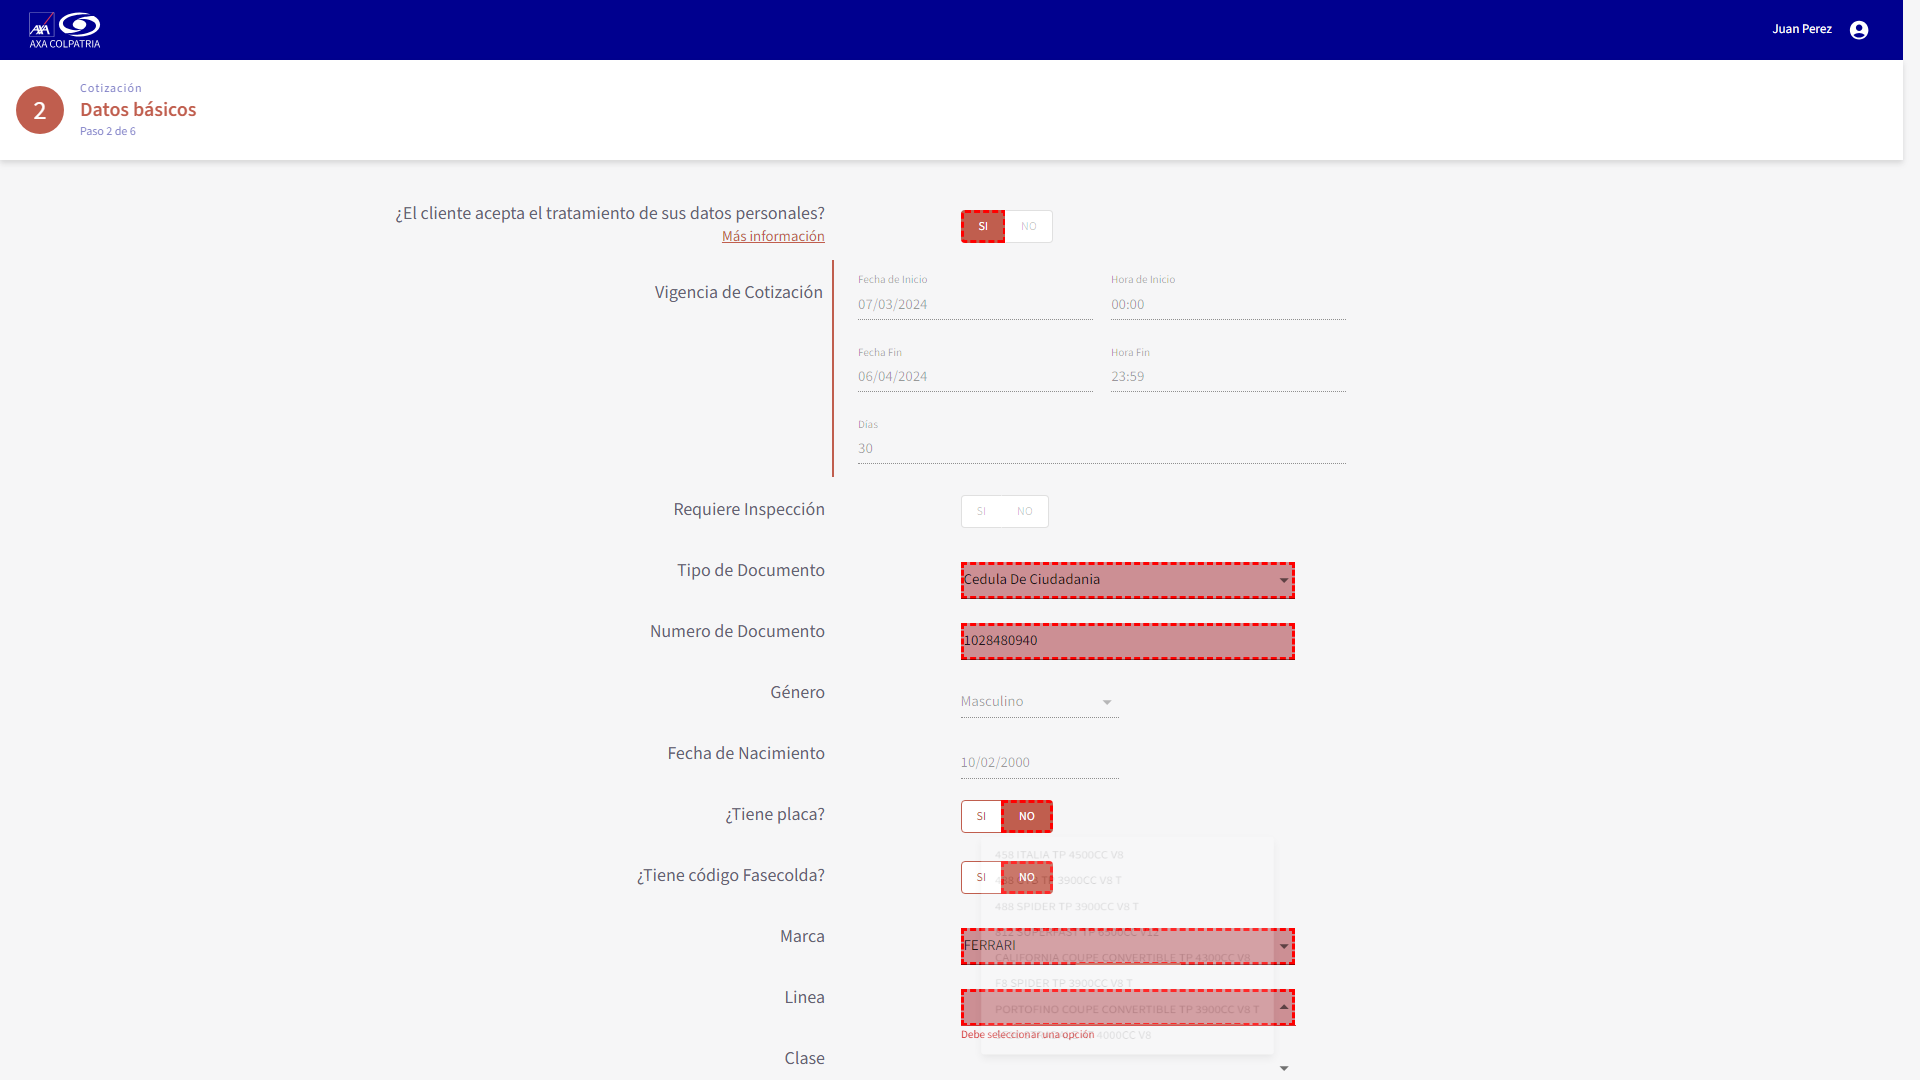 AXA
AXA COLPATRIA
Juan Perez
2
Cotización
Datos básicos
Paso 2 de 6
¿El cliente acepta el tratamiento de sus datos personales?
SI NO
Más información
Vigencia de Cotización
Fecha de Inicio
Hora de Inicio
07/03/2024
00:00
Fecha Fin
Hora Fin
06/04/2024
23:59
Días
30
Requiere Inspección
SI NO
Tipo de Documento
Cedula De Ciudadania
Numero de Documento
1028480940
Género
Masculino
Fecha de Nacimiento
10/02/2000
¿Tiene placa?
SI NO
458 ITALIA TP 4500CC V8
¿Tiene código Fasecolda?
SI NO
TP 3900CC V8 T
488 SPIDER TP 3900CC V8 T
812 SUPERFAST TP 6500CC V12
Marca
FERRARI
CALIFORNIA COUPE CONVERTIBLE TP 4300CC V8
F8 SPIDER TP 3900CC V8 T
Linea
PORTOFINO COUPE CONVERTIBLE TP 3900CC V8 T
Debe seleccionar una opción
4000CC V8
Clase